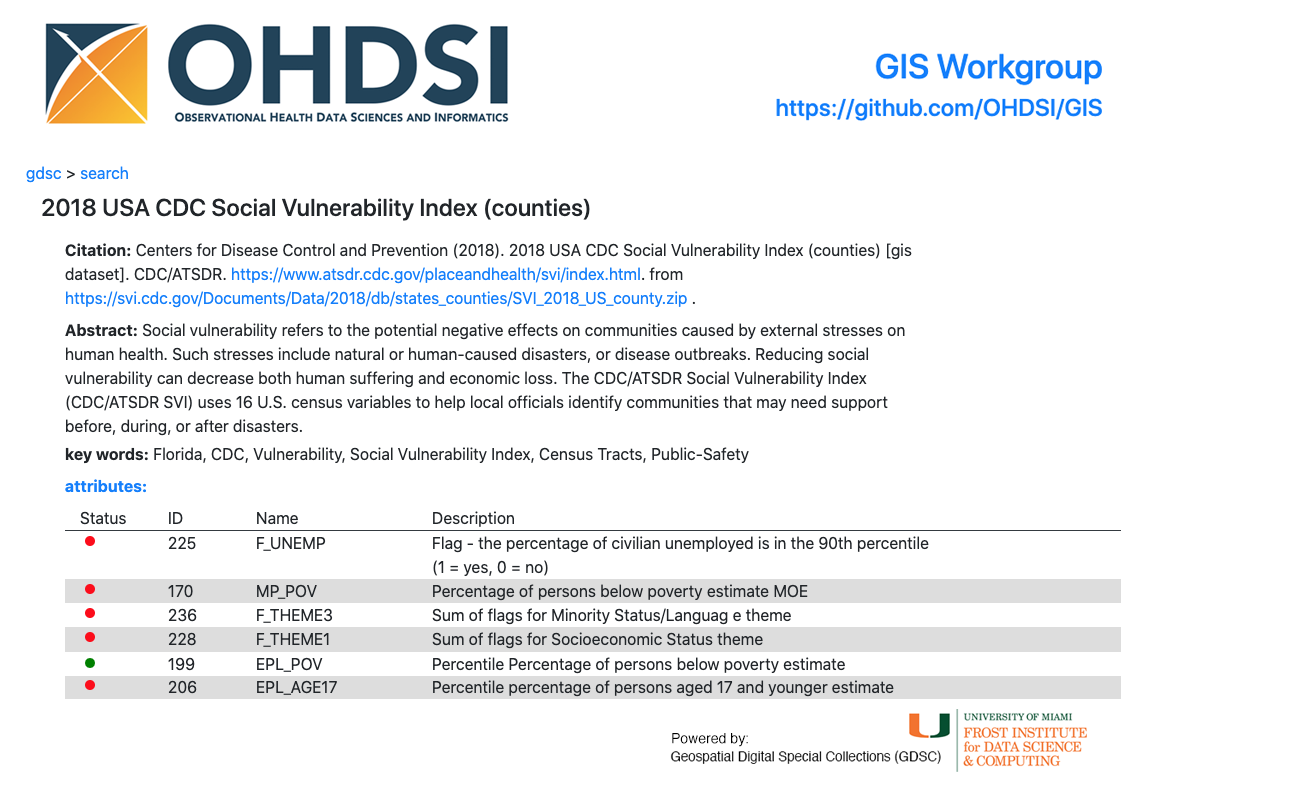 OHDSI
OBSERVATIONAL HEALTH DATA SCIENCES AND INFORMATICS
GIS Workgroup
https://github.com/OHDSI/GIS
gdsc > search
2018 USA CDC Social Vulnerability Index (counties)
Citation: Centers for Disease Control and Prevention (2018). 2018 USA CDC Social Vulnerability Index (counties) [gis
dataset]. CDC/ATSDR. https://www.atsdr.cdc.gov/placeandhealth/svi/index.html. from
https://svi.cdc.gov/Documents/Data/2018/db/states_counties/SVI_2018_US_county.zip .
Abstract: Social vulnerability refers to the potential negative effects on communities caused by external stresses on
human health. Such stresses include natural or human-caused disasters, or disease outbreaks. Reducing social
vulnerability can decrease both human suffering and economic loss. The CDC/ATSDR Social Vulnerability Index
(CDC/ATSDR SVI) uses 16 U.S. census variables to help local officials identify communities that may need support
before, during, or after disasters.
key words: Florida, CDC, Vulnerability, Social Vulnerability Index, Census Tracts, Public-Safety
attributes:
Status ID Name Description
225 F_UNEMP Flag - the percentage of civilian unemployed is in the 90th percentile
(1 = yes, 0 = no)
170 MP_POV Percentage of persons below poverty estimate MOE
236 F_THEME3 Sum of flags for Minority Status/Languag e theme
228 F_THEME1 Sum of flags for Socioeconomic Status theme
199 EPL_POV Percentile Percentage of persons below poverty estimate
206 EPL_AGE17 Percentile percentage of persons aged 17 and younger estimate
Powered by:
Geospatial Digital Special Collections (GDSC)
UNIVERSITY OF MIAMI
FROST INSTITUTE
for DATA SCIENCE
& COMPUTING